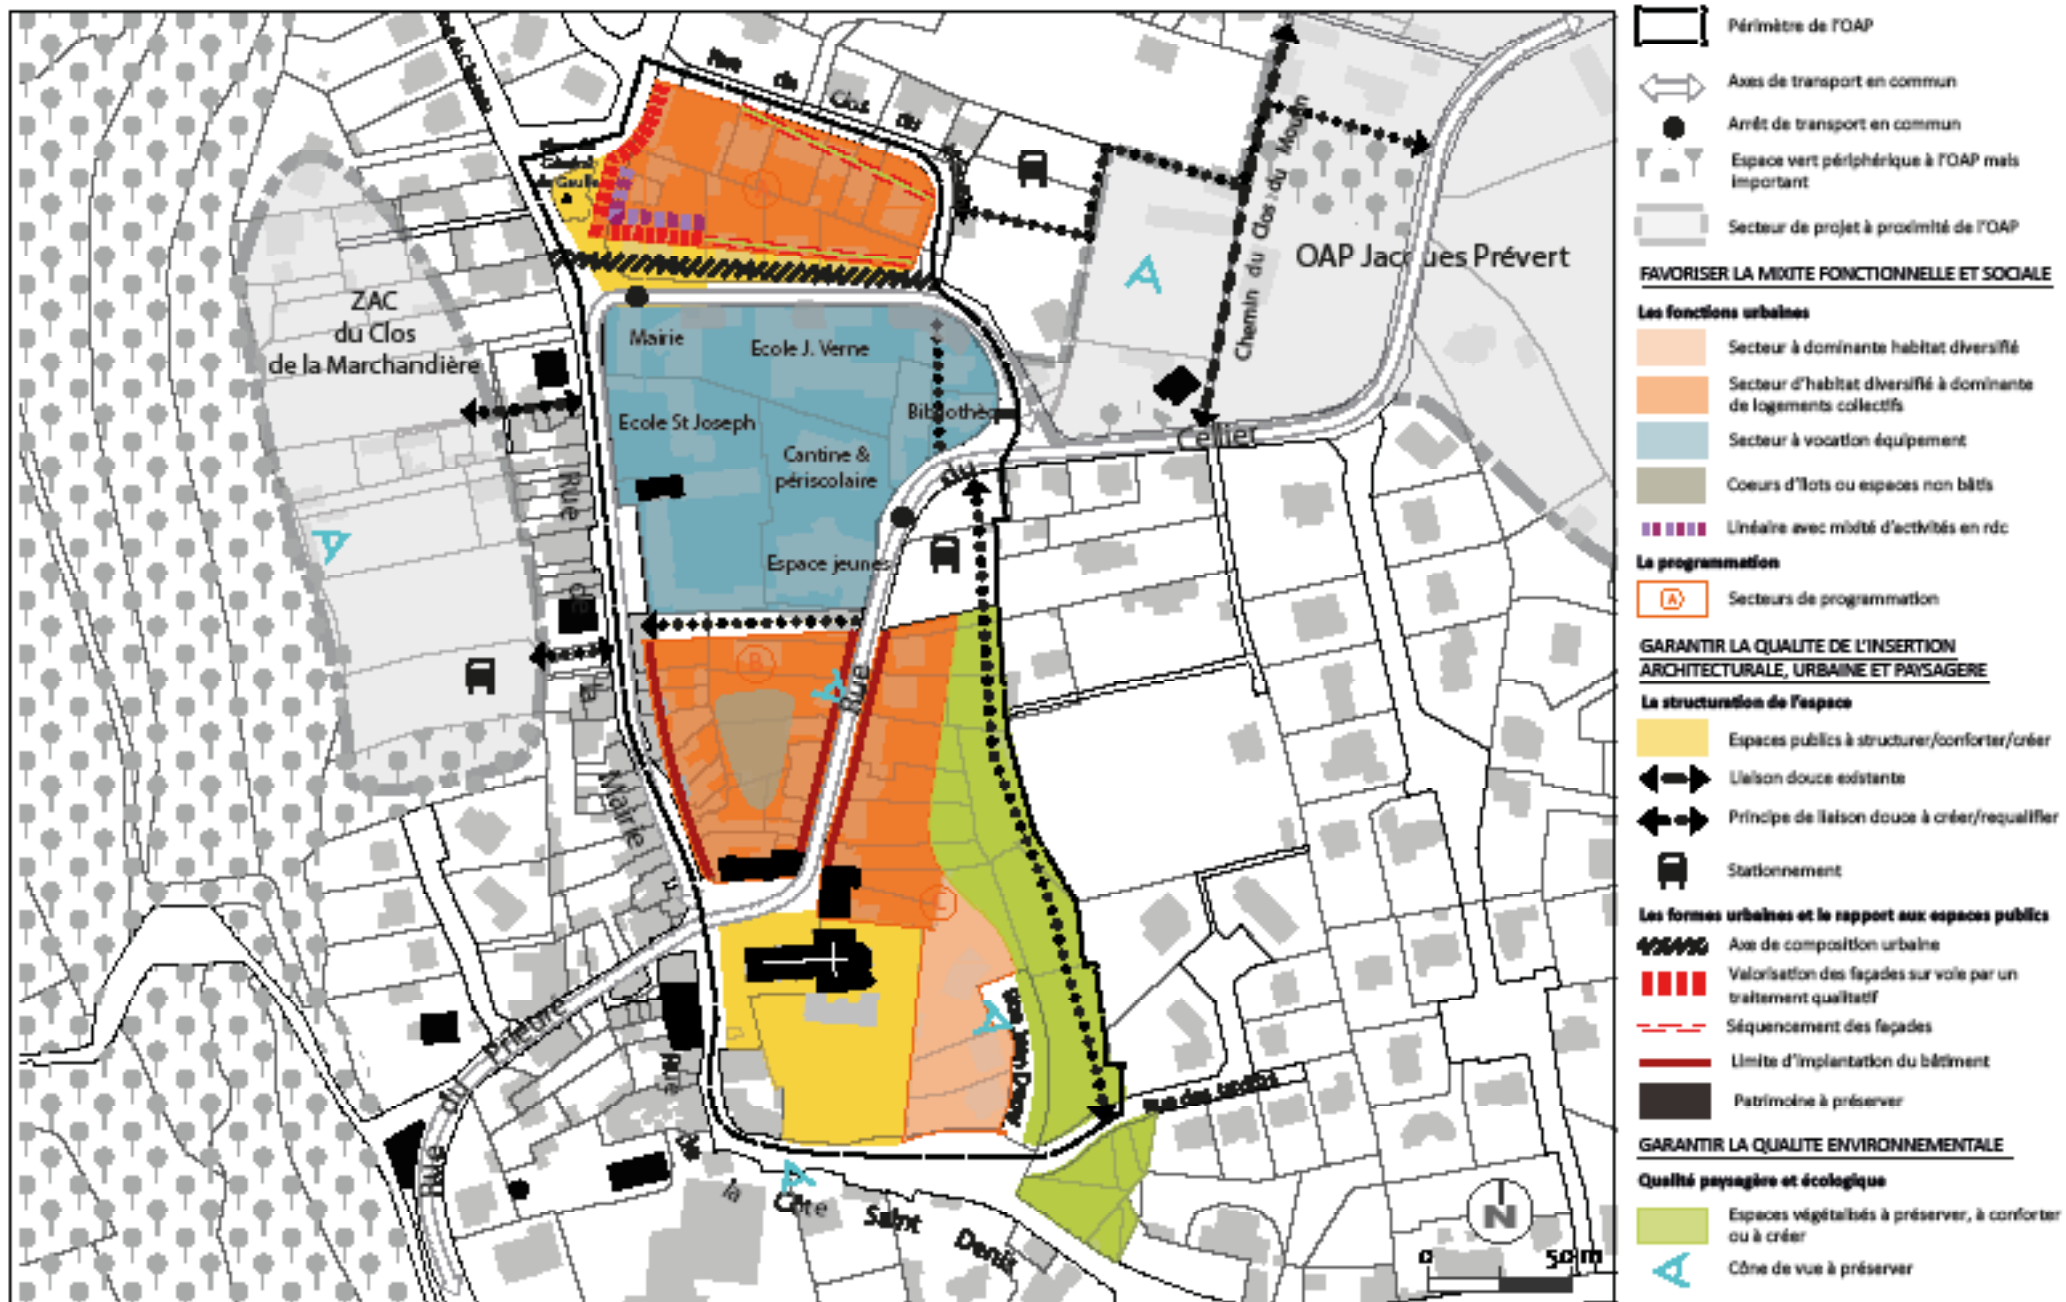 Rue du Clos du
Gaulle
A
ZAC
du Clos
de la Marchandière
Mairie
Ecole J. Verne
Ecole St Joseph
Bibliothèq
Cantine &
périscolaire
Espace jeunes
OAP Jacques Prévert
Chemin du Clos du Moulin
Rue du Cellier
Rue de la Mairie
B
C
Rue du Prieuré
Rue de la Côte Saint Denis
N
0 50 m
Périmètre de l'OAP
Axes de transport en commun
Arrêt de transport en commun
Espace vert périphérique à l'OAP mais
important
Secteur de projet à proximité de l'OAP
FAVORISER LA MIXITE FONCTIONNELLE ET SOCIALE
Les fonctions urbaines
Secteur à dominante habitat diversifié
Secteur d'habitat diversifié à dominante
de logements collectifs
Secteur à vocation équipement
Coeurs d'îlots ou espaces non bâtis
Linéaire avec mixité d'activités en rdc
La programmation
A
Secteurs de programmation
GARANTIR LA QUALITE DE L'INSERTION
ARCHITECTURALE, URBAINE ET PAYSAGERE
La structuration de l'espace
Espaces publics à structurer/conforter/créer
Liaison douce existante
Principe de liaison douce à créer/requalifier
Stationnement
Les formes urbaines et le rapport aux espaces publics
Axe de composition urbaine
Valorisation des façades sur voie par un
traitement qualitatif
Séquencement des façades
Limite d'implantation du bâtiment
Patrimoine à préserver
GARANTIR LA QUALITE ENVIRONNEMENTALE
Qualité paysagère et écologique
Espaces végétalisés à préserver, à conforter
ou à créer
Cône de vue à préserver